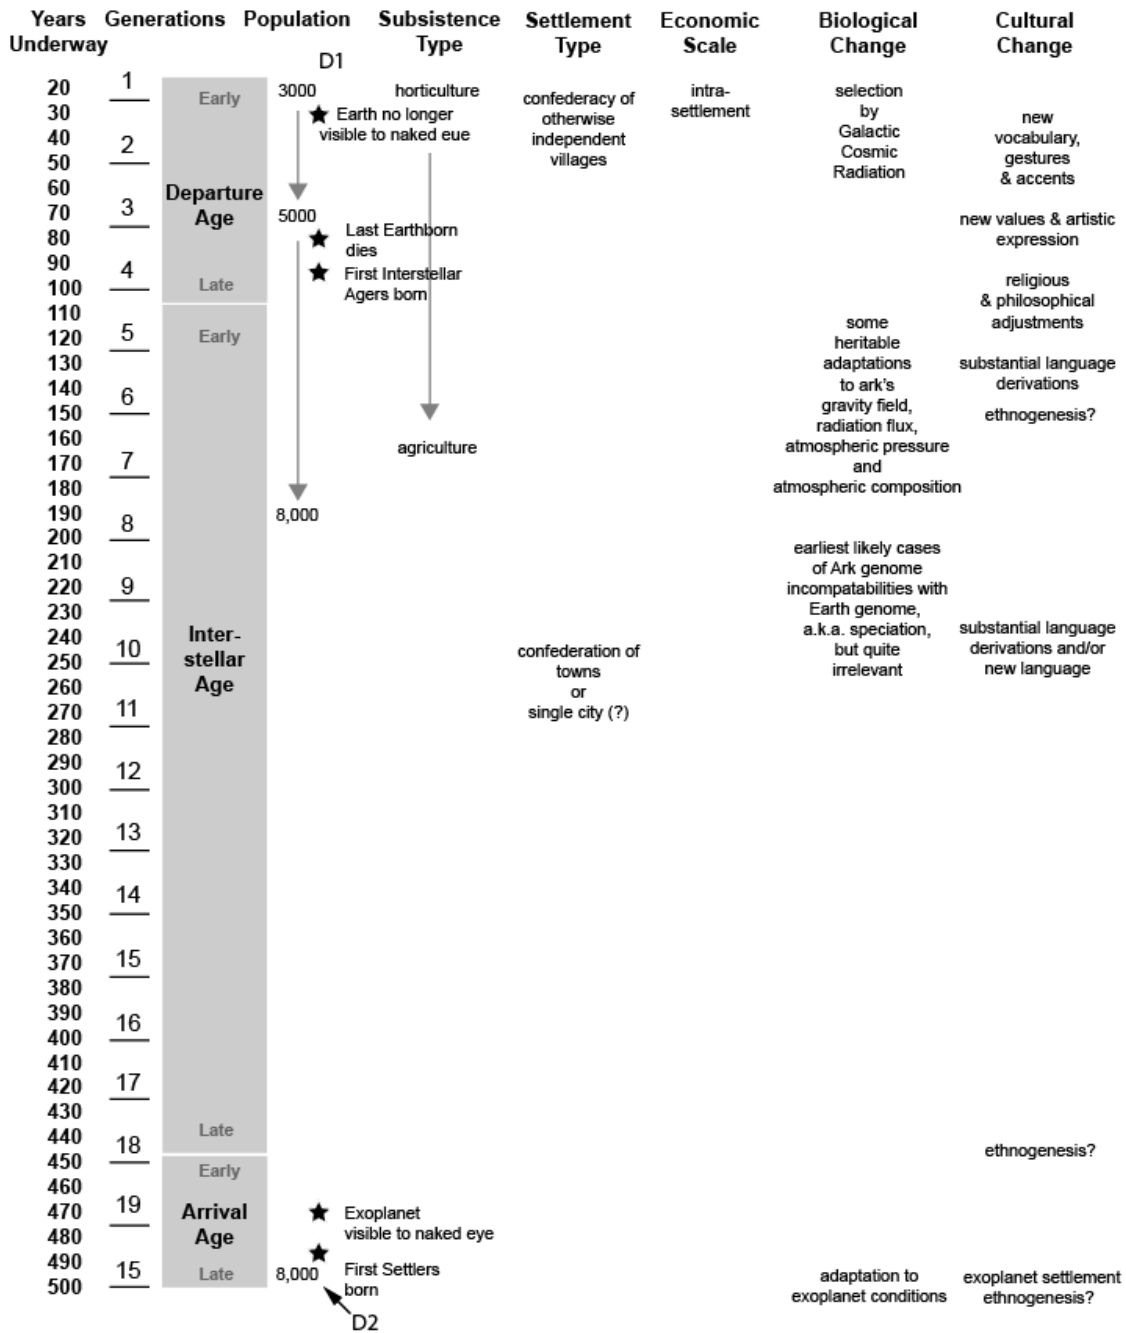 Years Generations Population Subsistence Settlement Economic Biological Cultural
Underway Type Type Scale Change Change
D1
20 1 3000 horticulture intra- selection
Early confederacy of settlement by
30 Earth no longer otherwise Galactic new
visible to naked eue independent Cosmic vocabulary,
40 2 villages Radiation gestures
50 & accents
60
Departure
70 3 Age 5000 new values & artistic
80 Last Earthborn expression
dies
90 4 First Interstellar religious
100 Late Agers born & philosophical
110 some adjustments
120 5 Early heritable
130 adaptations substantial language
140 6 to ark's derivations
150 gravity field, ethnogenesis?
160 radiation flux,
agriculture atmospheric pressure
170 7 and
180 atmospheric composition
190 8 8,000
200
210 earliest likely cases
of Ark genome
220 9 incompatabilities with
230 Earth genome,
240 Inter- a.k.a. speciation, substantial language
10 stellar confederation of but quite derivations and/or
250 Age towns irrelevant new language
260 or
270 11 single city (?)
280
290 12
300
310
320 13
330
340 14
350
360
370 15
380
390 16
400
410
420 17
430
440 18 Late ethnogenesis?
450 Early
460
470 19 Arrival Exoplanet
480 Age visible to naked eye
490 15 Late 8,000 First Settlers adaptation to exoplanet settlement
500 born exoplanet conditions ethnogenesis?
D2